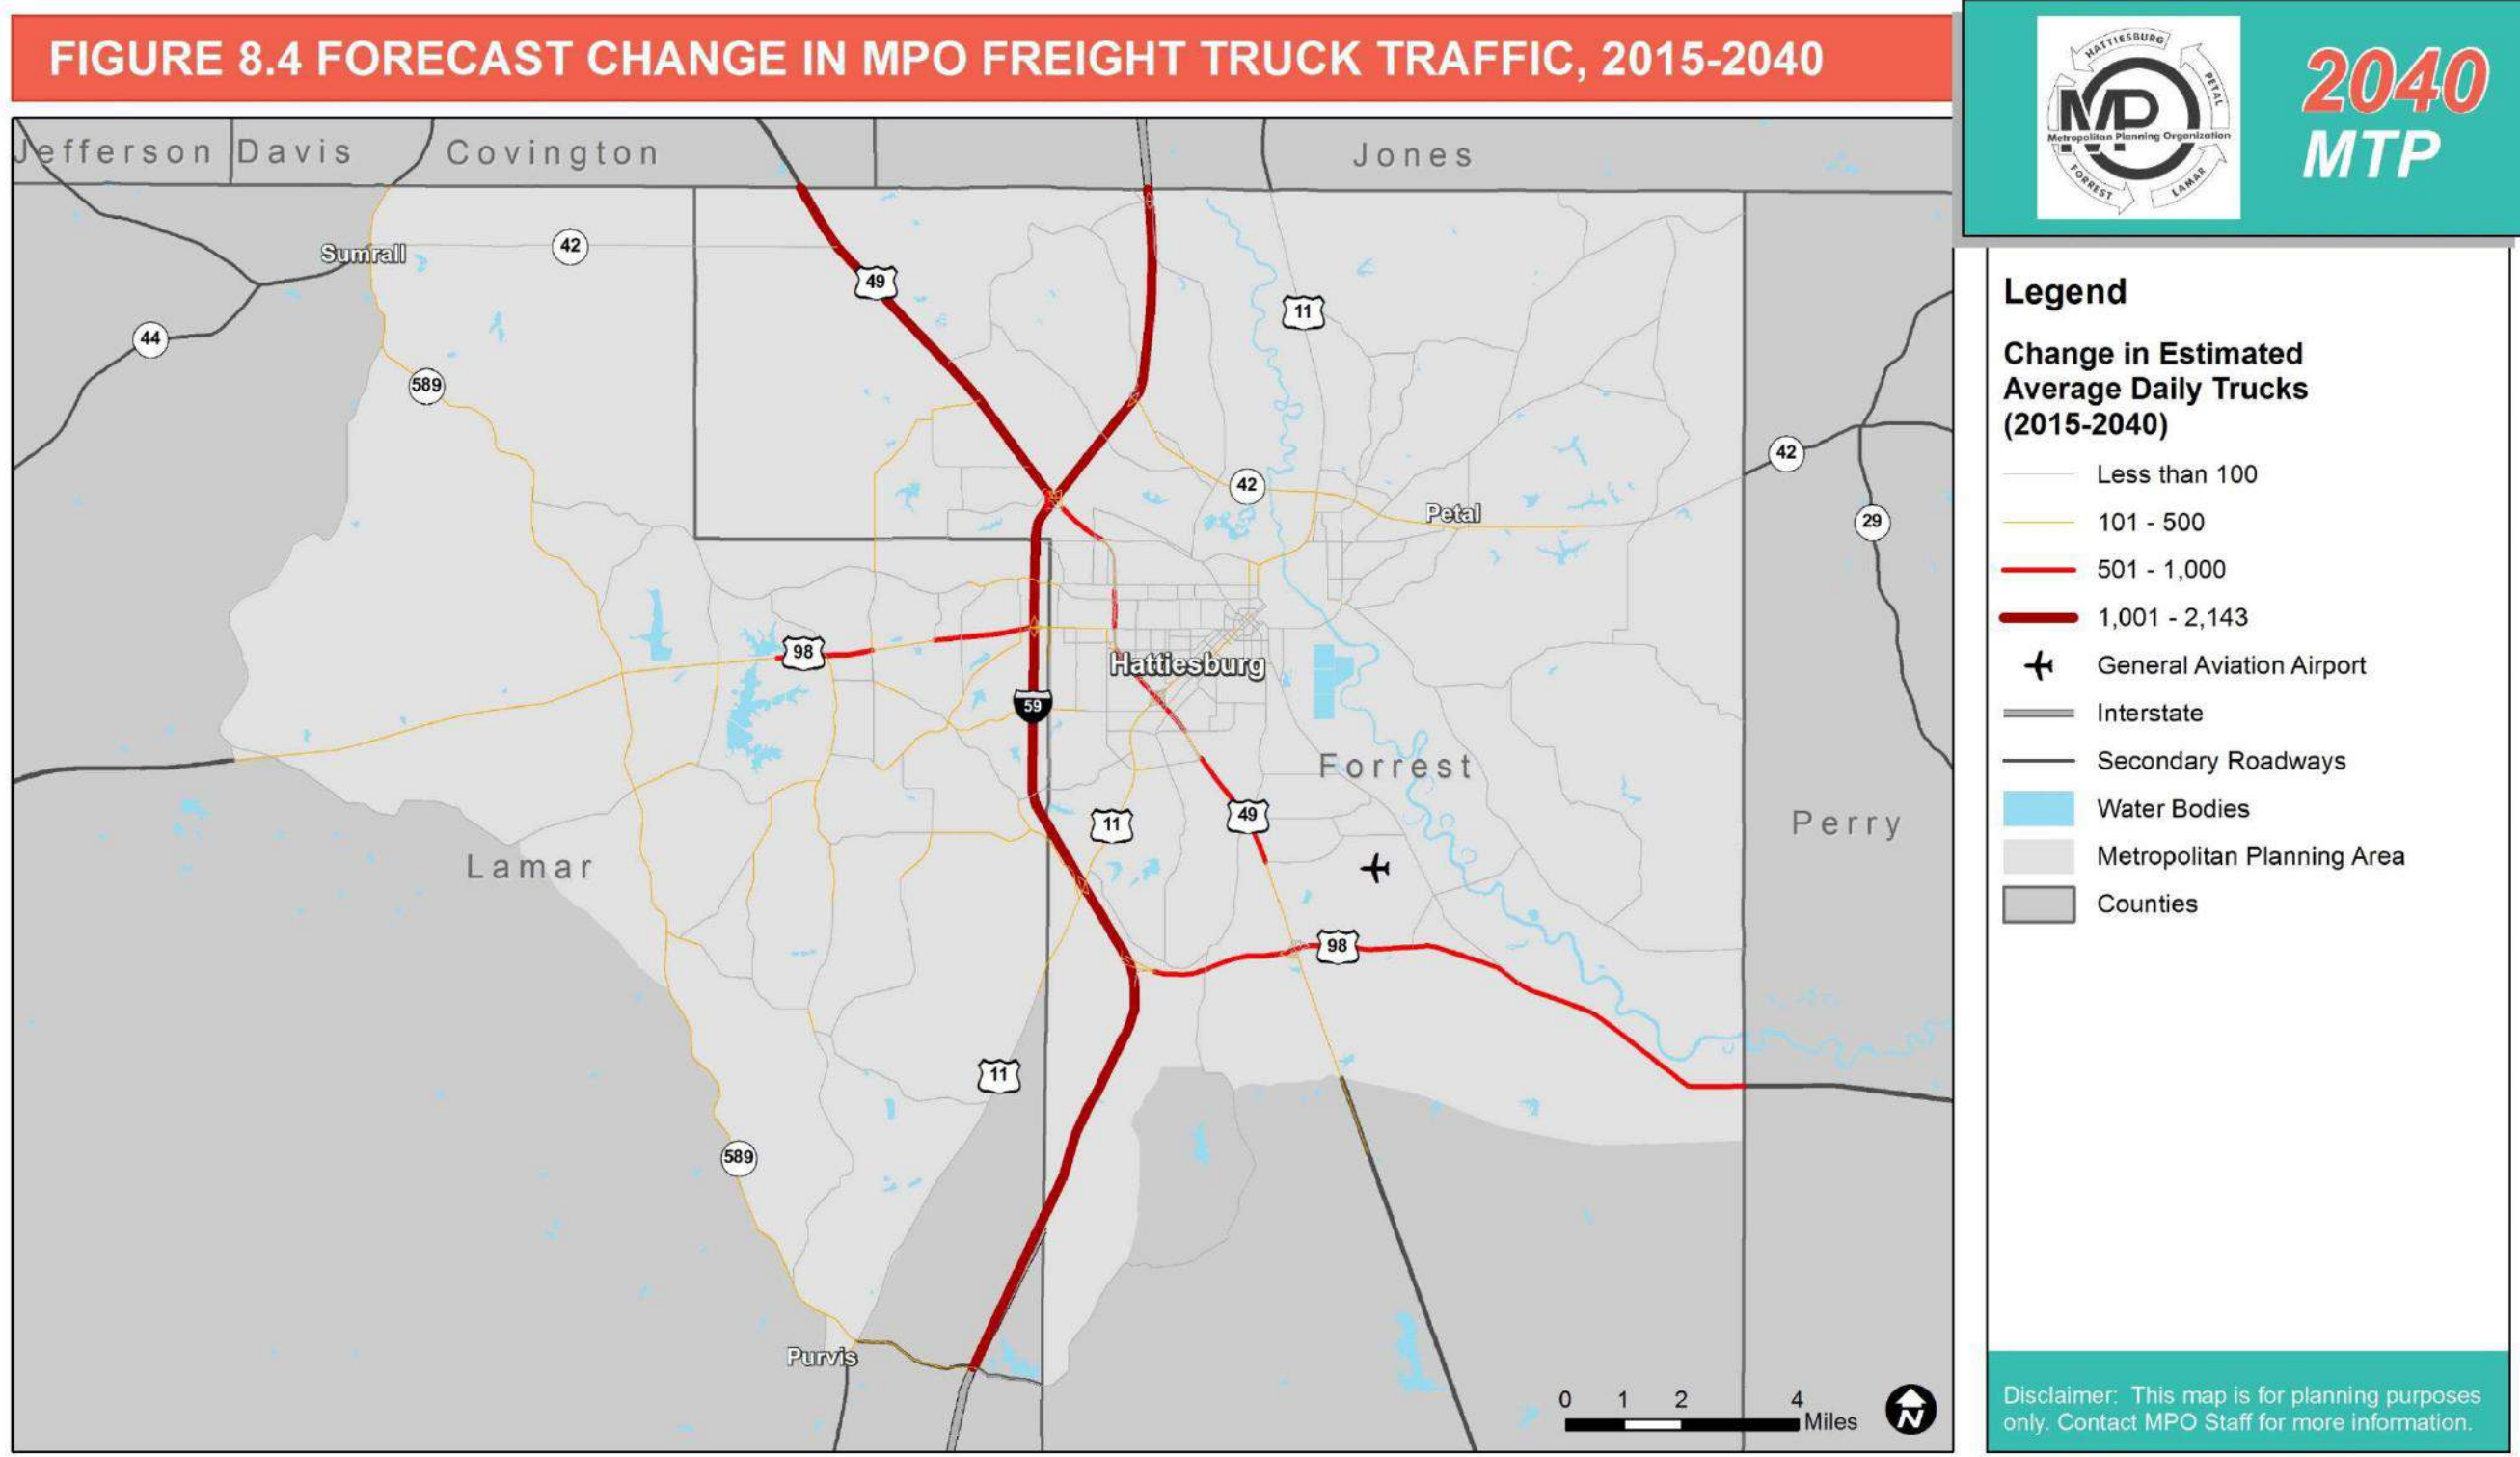 FIGURE 8.4 FORECAST CHANGE IN MPO FREIGHT TRUCK TRAFFIC, 2015-2040
HATTIESBURG
PETAL
LAMAR
FORREST
MPO
Metropolitan Planning Organization
2040
MTP
Jefferson Davis
Covington
Jones
Sumrall
42
49
11
44
589
42
42
Petal
29
98
Hattiesburg
59
Forrest
11
49
Perry
Lamar
98
11
589
Purvis
0 1 2 4
Miles
N
Legend
Change in Estimated
Average Daily Trucks
(2015-2040)
Less than 100
101 - 500
501 - 1,000
1,001 - 2,143
General Aviation Airport
Interstate
Secondary Roadways
Water Bodies
Metropolitan Planning Area
Counties
Disclaimer: This map is for planning purposes
only. Contact MPO Staff for more information.